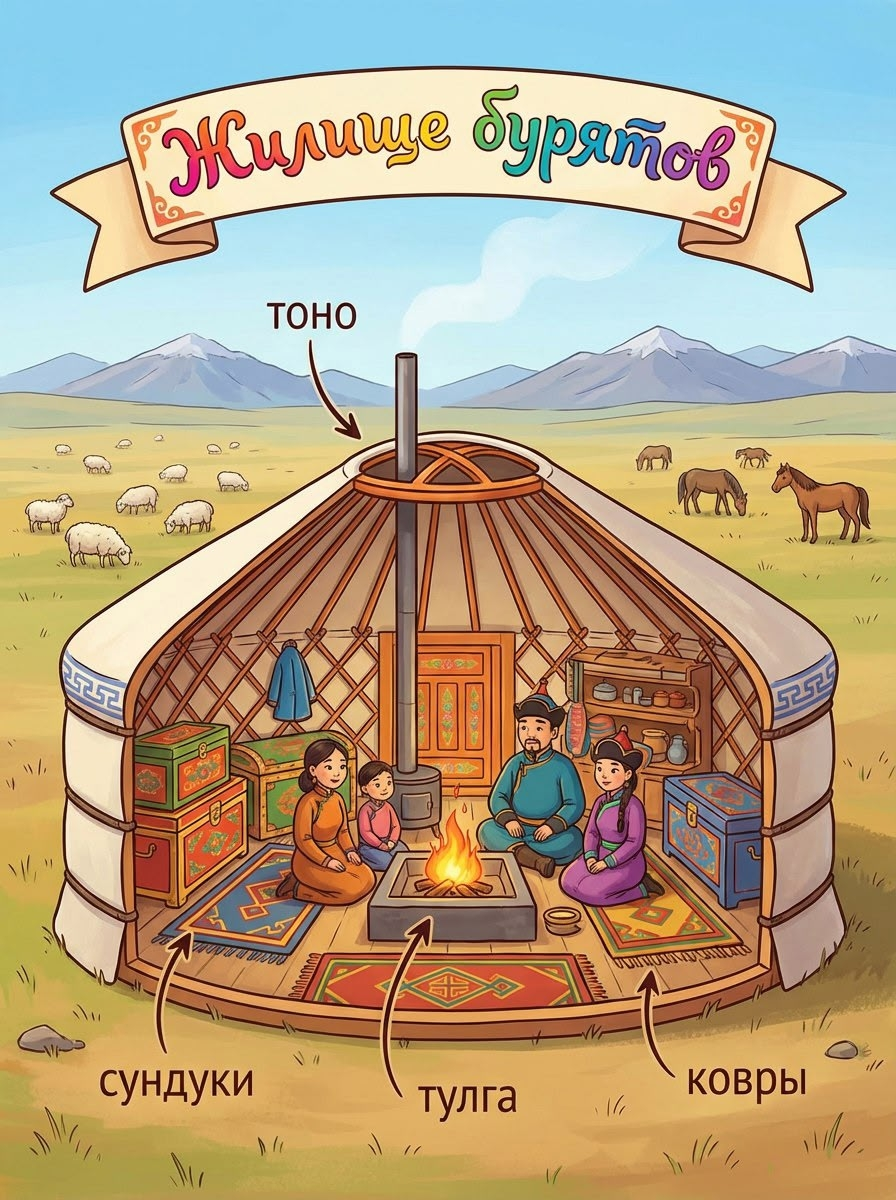 Жилище бурятов
тоно
сундуки
тулга
ковры